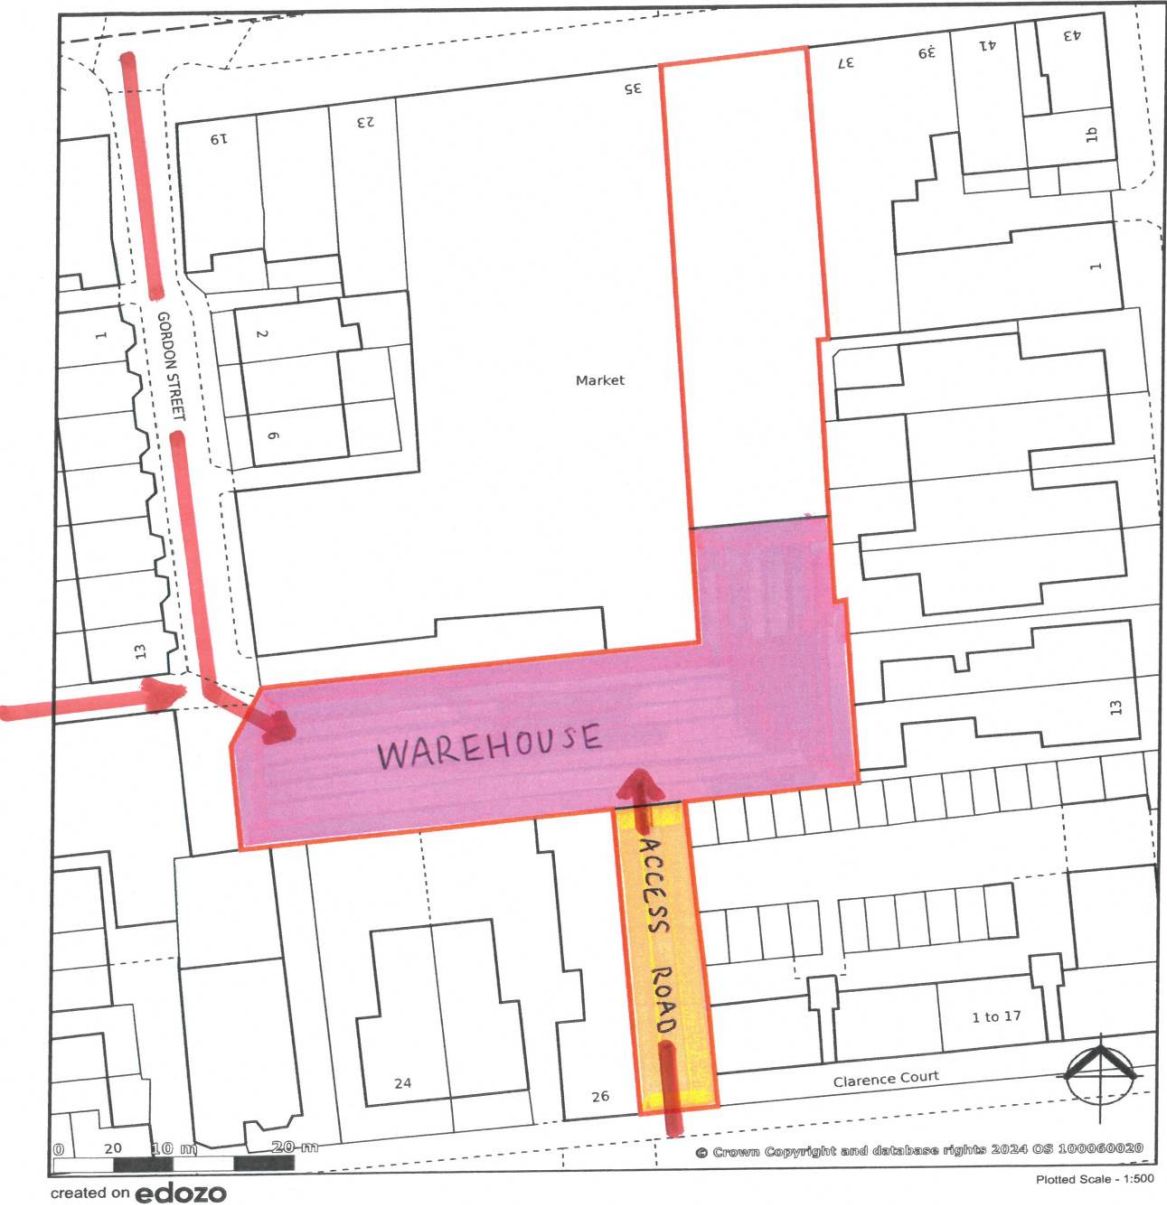 35
37
39
41
43
19
23
1b
1
GORDON STREET
1
2
6
Market
13
13
WAREHOUSE
ACCESS ROAD
24
26
1 to 17
Clarence Court
0 20 10 m 20 m
© Crown Copyright and database rights 2024 OS 100060020
created on edozo
Plotted Scale - 1:500